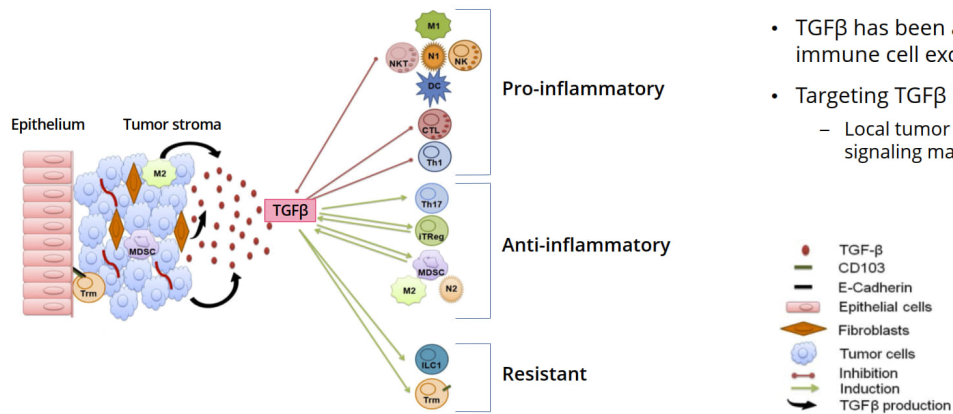 Epithelium
Tumor stroma
M2
MDSC
Trm
TGFβ
M1
NKT
N1
NK
DC
CTL
Th1
Pro-inflammatory
Th17
iTReg
MDSC
M2
N2
Anti-inflammatory
ILC1
Trm
Resistant
• TGFβ has been
immune cell
• Targeting TGFβ
– Local tumor
signaling
TGF-β
CD103
E-Cadherin
Epithelial cells
Fibroblasts
Tumor cells
Inhibition
Induction
TGFβ production